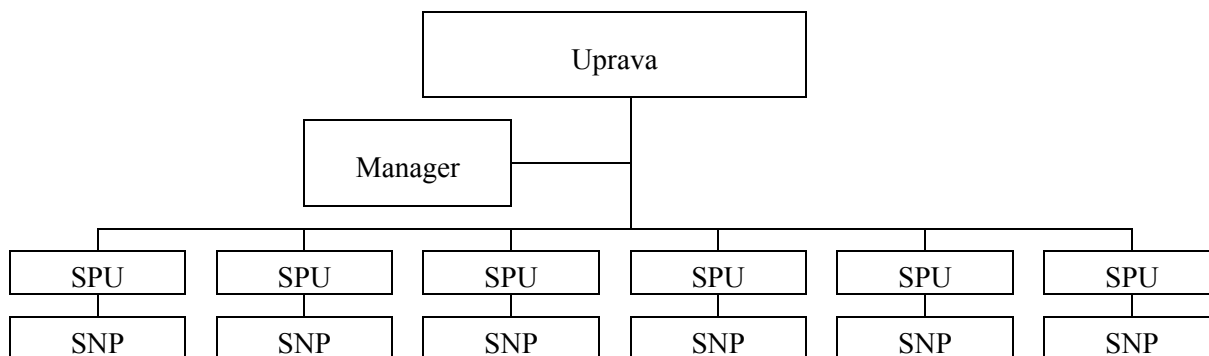 Uprava
Manager
SPU SPU SPU SPU SPU SPU
SNP SNP SNP SNP SNP SNP